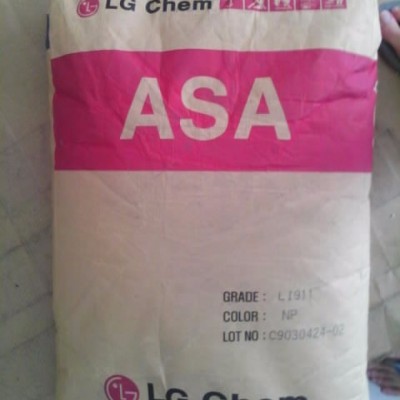 LG Chem
ASA
GRADE : LI911
COLOR : NP
LOT NO : C9030424-02
LG Chem